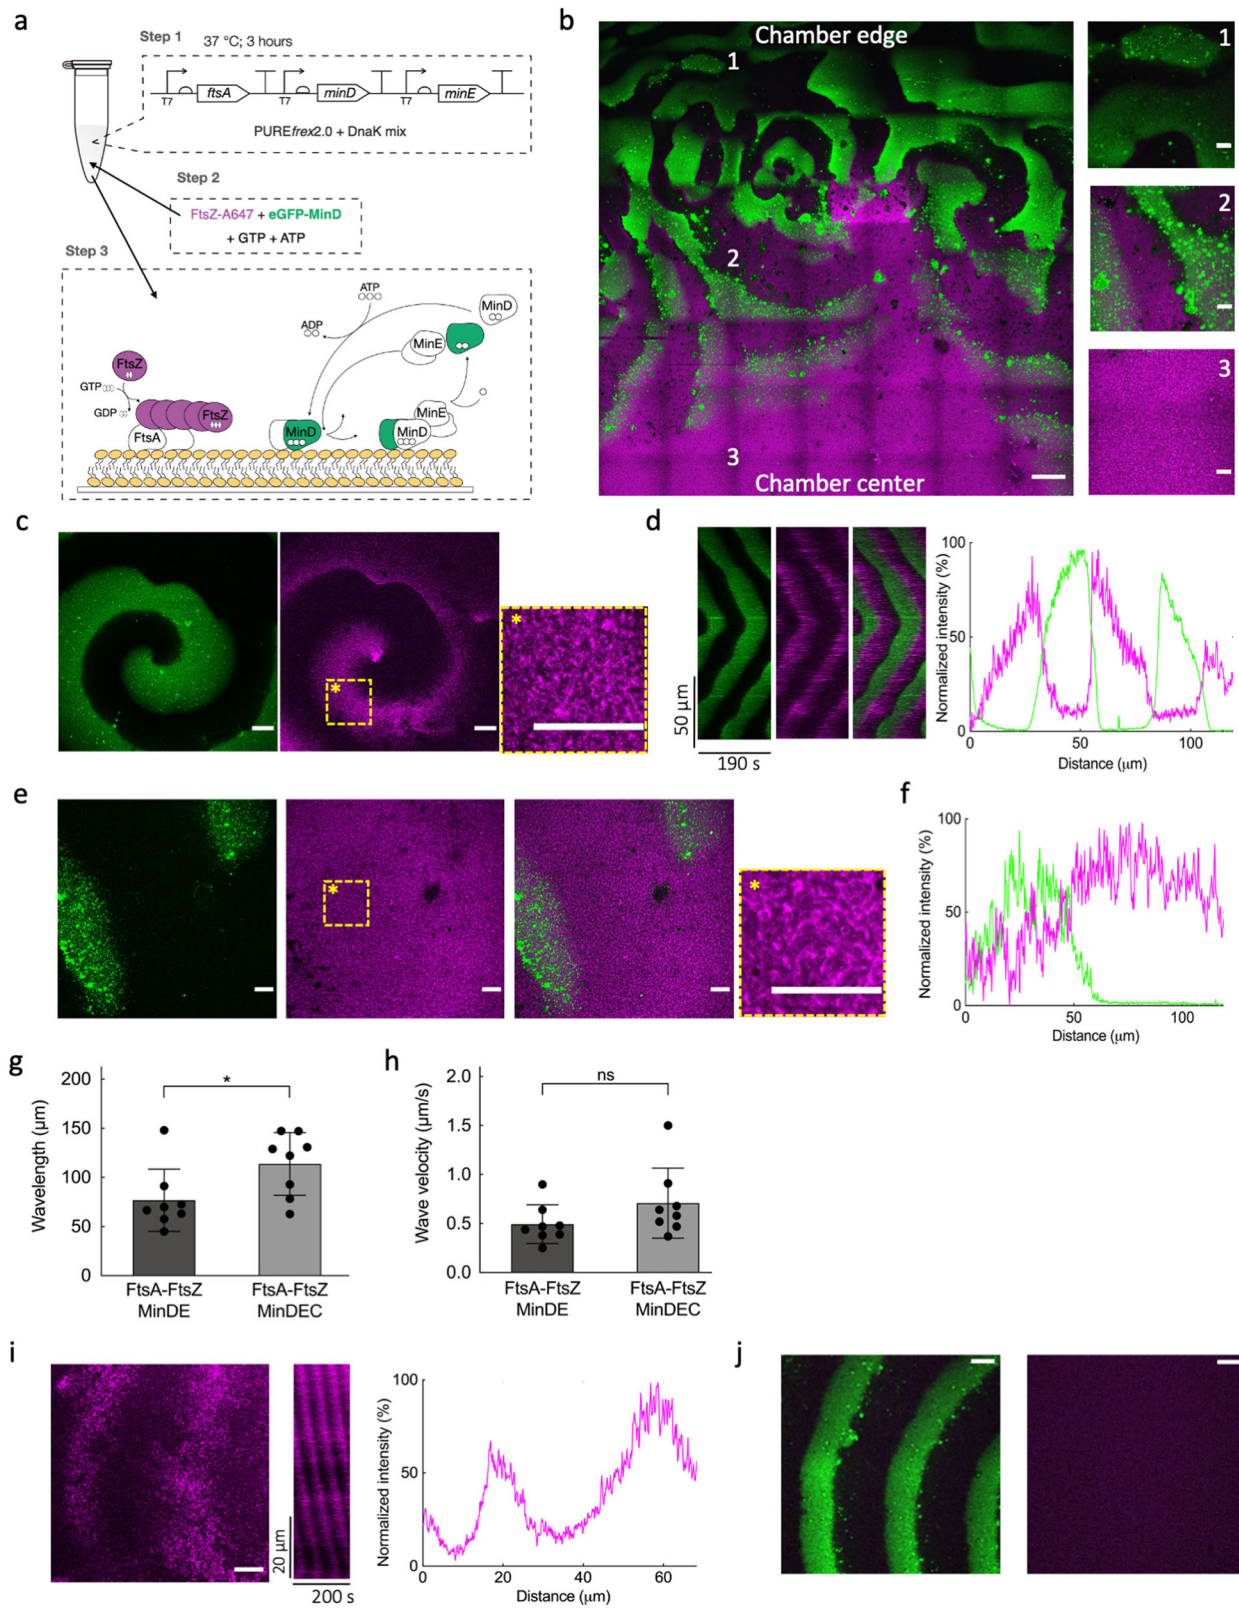 a
Step 1
37 °C; 3 hours
T7
ftsA
T7
minD
T7
minE
PUREfrex2.0 + DnaK mix
Step 2
FtsZ-A647 + eGFP-MinD
+ GTP + ATP
Step 3
ATP
ADP
MinD
MinE
FtsZ
GTP
GDP
FtsZ
FtsA
MinD
MinE
MinD
b
Chamber edge
1
2
3
Chamber center
1
2
3
c
*
*
d
50 µm
190 s
Normalized intensity (%)
100
50
0
0
50
100
Distance (µm)
e
*
*
f
Normalized intensity (%)
100
50
0
0
50
100
Distance (µm)
g
Wavelength (µm)
200
150
100
50
0
*
FtsA-FtsZ
MinDE
FtsA-FtsZ
MinDEC
h
Wave velocity (µm/s)
2.0
1.5
1.0
0.5
0.0
ns
FtsA-FtsZ
MinDE
FtsA-FtsZ
MinDEC
i
20 µm
200 s
Normalized intensity (%)
100
50
0
0
20
40
60
Distance (µm)
j